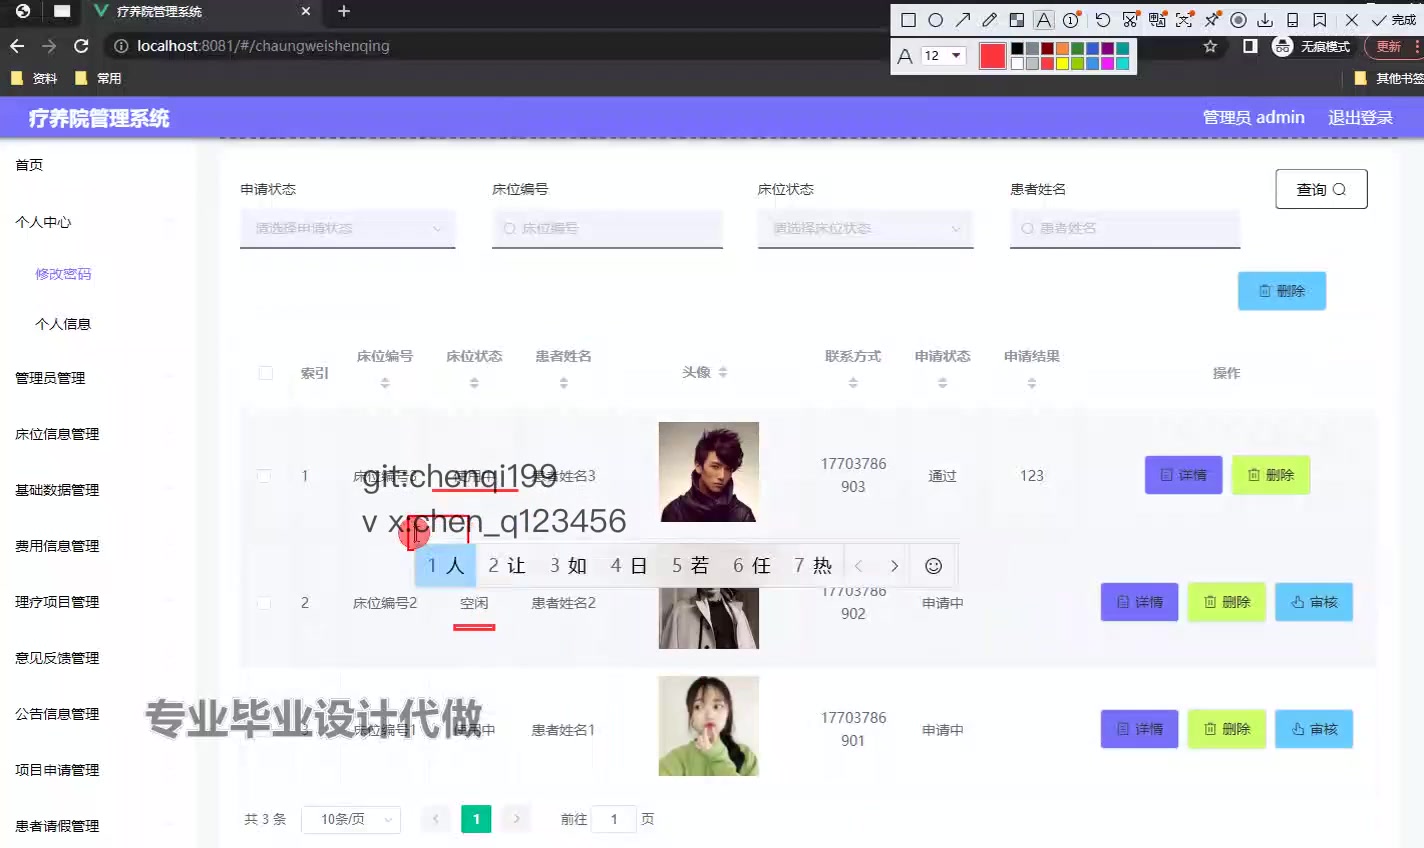 疗养院管理系统
localhost:8081/#/chaungweishenqing
A 12
完成
无痕模式
更新
资料 常用
其他书签
疗养院管理系统
管理员 admin 退出登录
首页
个人中心
修改密码
个人信息
管理员管理
床位信息管理
基础数据管理
费用信息管理
理疗项目管理
意见反馈管理
公告信息管理
项目申请管理
患者请假管理
申请状态 床位编号 床位状态 患者姓名
请选择申请状态 床位编号 请选择床位状态 患者姓名
查询
删除
索引 床位编号 床位状态 患者姓名 头像 联系方式 申请状态 申请结果 操作
1 床位编号3 使用中 患者姓名3 17703786903 通过 123 详情 删除
git:chenqi199
v x:chen_q123456
1 人 2 让 3 如 4 日 5 若 6 任 7 热
2 床位编号2 空闲 患者姓名2 17703786902 申请中 详情 删除 审核
3 床位编号1 使用中 患者姓名1 17703786901 申请中 详情 删除 审核
专业毕业设计代做
共 3 条 10条/页 1 前往 1 页